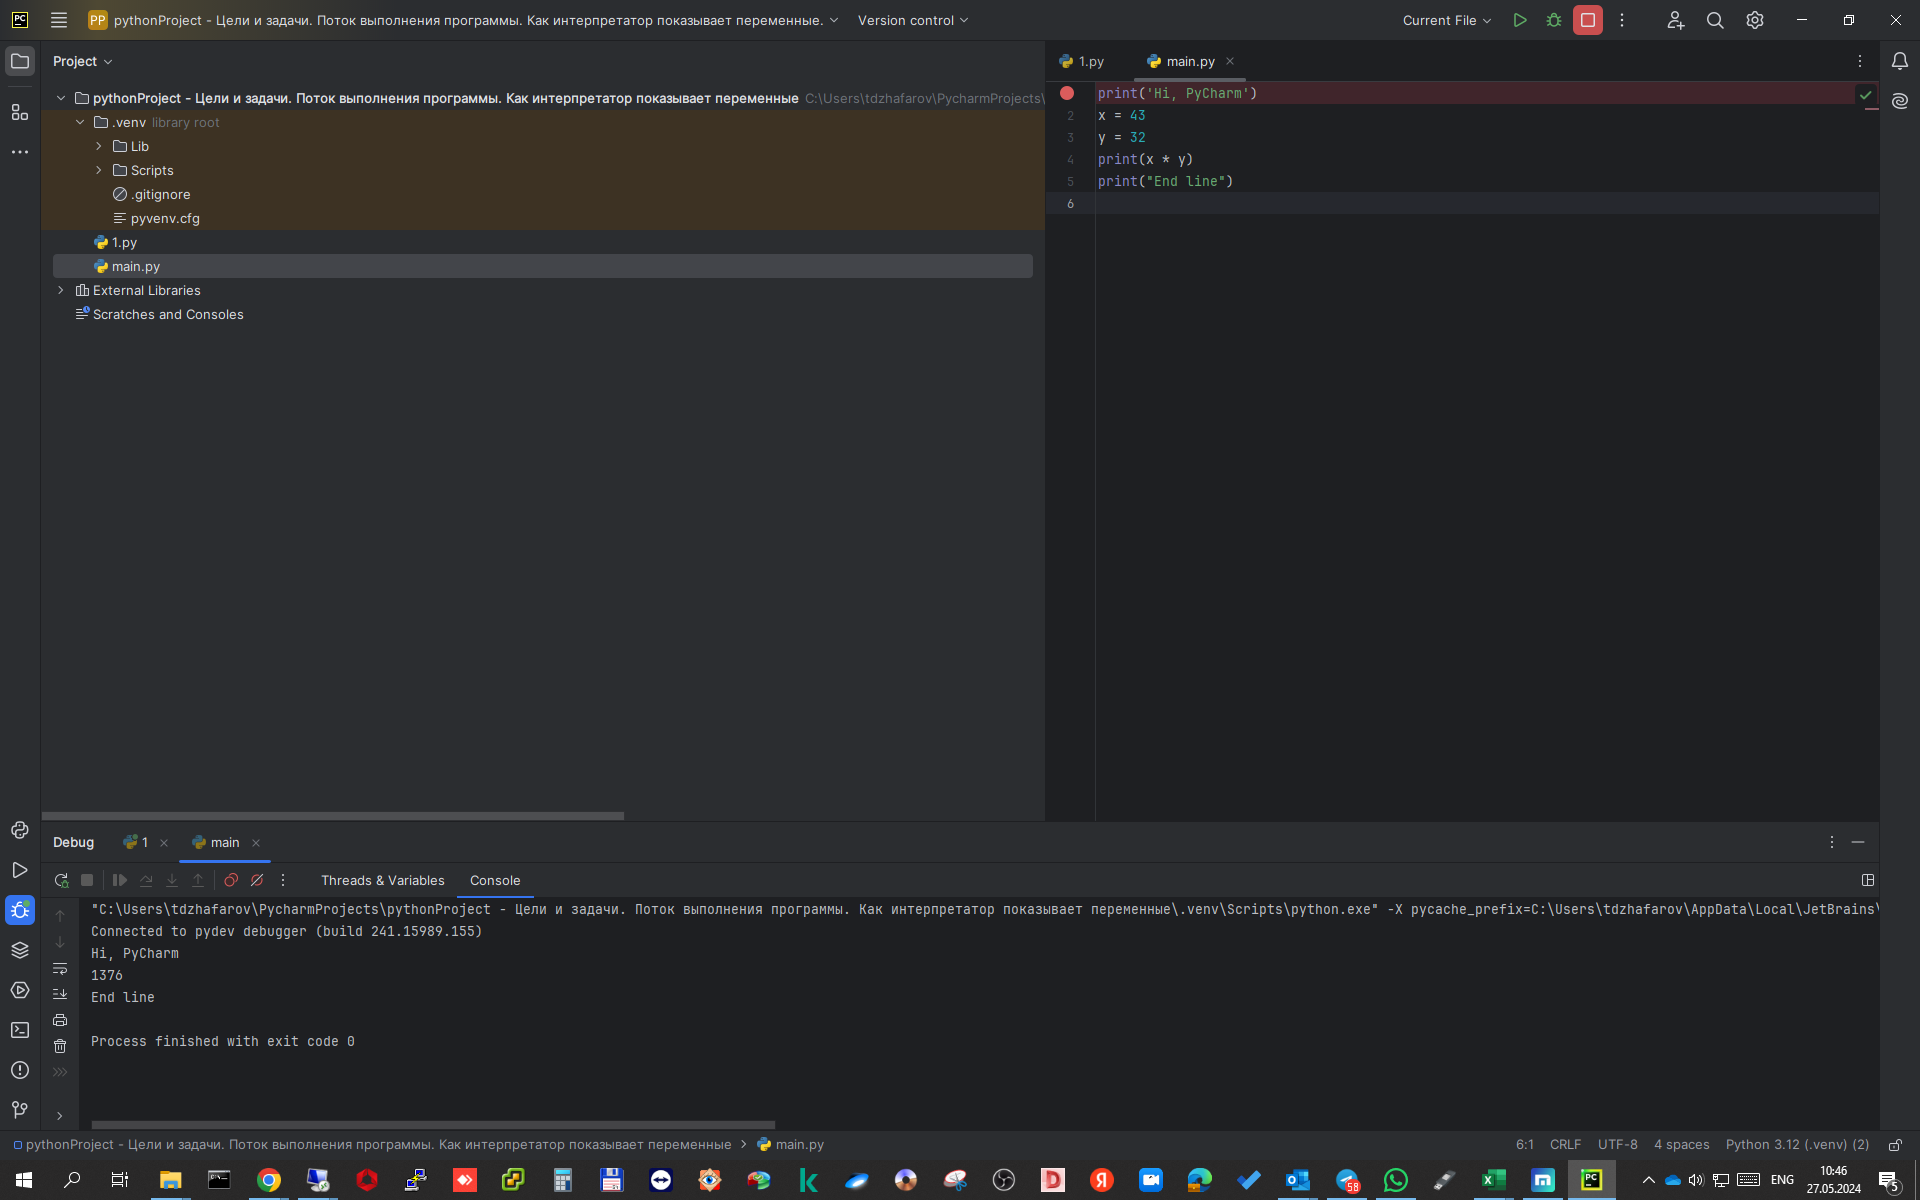 PC PP pythonProject - Цели и задачи. Поток выполнения программы. Как интерпретатор показывает переменные. Version control Current File
Project
pythonProject - Цели и задачи. Поток выполнения программы. Как интерпретатор показывает переменные C:\Users\tdzhafarov\PycharmProjects\
.venv library root
Lib
Scripts
.gitignore
pyvenv.cfg
1.py
main.py
External Libraries
Scratches and Consoles
1.py main.py
print('Hi, PyCharm')
2 x = 43
3 y = 32
4 print(x * y)
5 print("End line")
6
Debug 1 main
Threads & Variables Console
"C:\Users\tdzhafarov\PycharmProjects\pythonProject - Цели и задачи. Поток выполнения программы. Как интерпретатор показывает переменные\.venv\Scripts\python.exe" -X pycache_prefix=C:\Users\tdzhafarov\AppData\Local\JetBrains\
Connected to pydev debugger (build 241.15989.155)
Hi, PyCharm
1376
End line
Process finished with exit code 0
pythonProject - Цели и задачи. Поток выполнения программы. Как интерпретатор показывает переменные main.py 6:1 CRLF UTF-8 4 spaces Python 3.12 (.venv) (2)
k D Я 58 PC ENG 10:46
27.05.2024 5